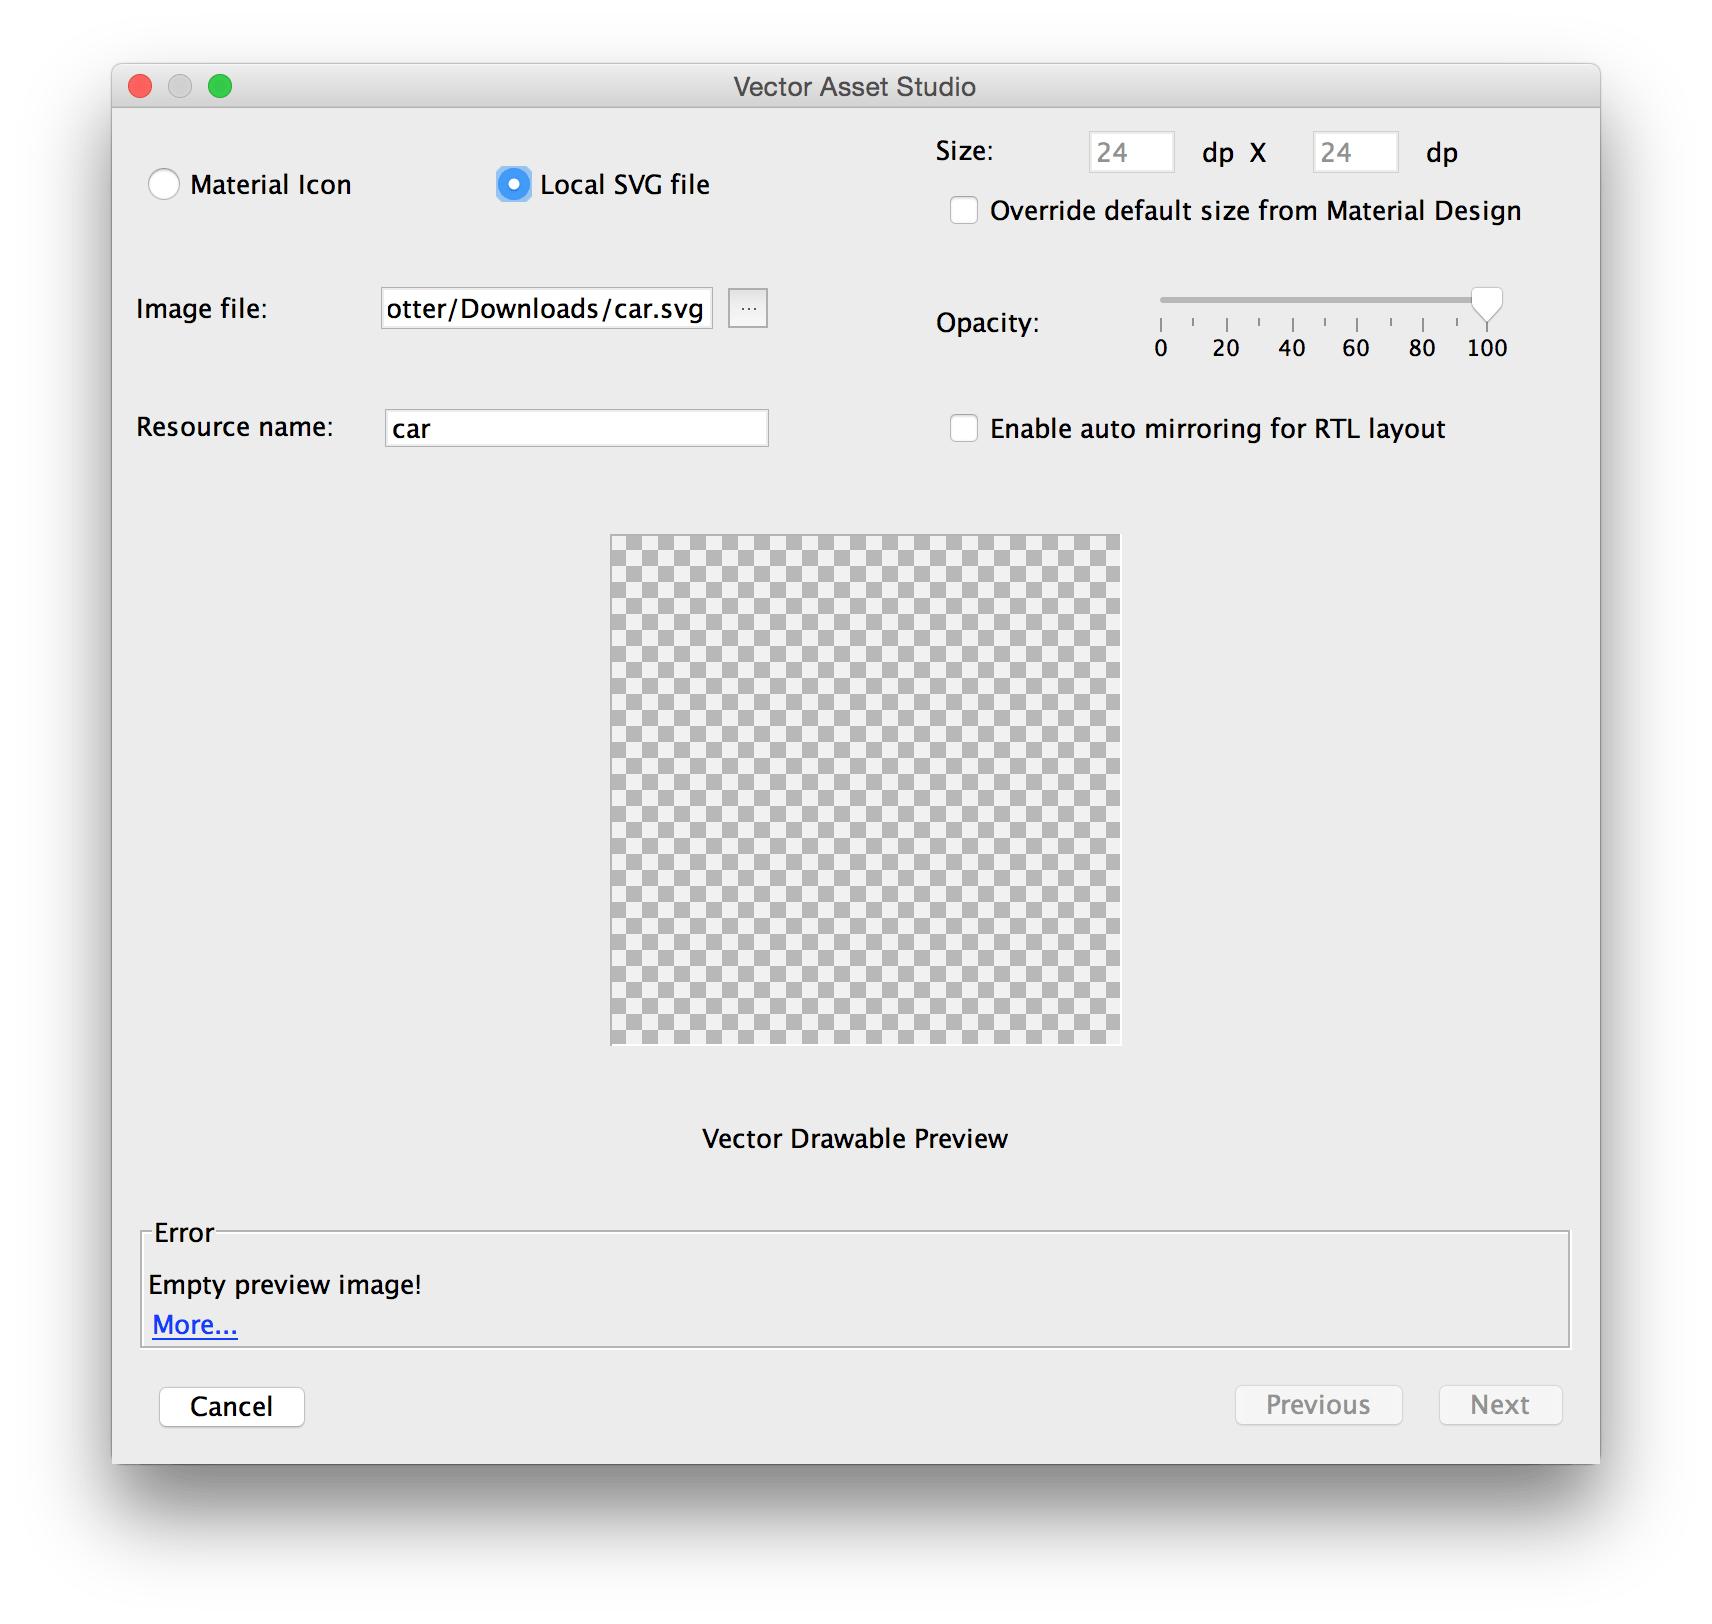 Vector Asset Studio
Material Icon
Local SVG file
Size:
24
dp X
24
dp
Override default size from Material Design
Image file:
otter/Downloads/car.svg
...
Opacity:
0 20 40 60 80 100
Resource name:
car
Enable auto mirroring for RTL layout
Vector Drawable Preview
Error
Empty preview image!
More...
Cancel
Previous
Next